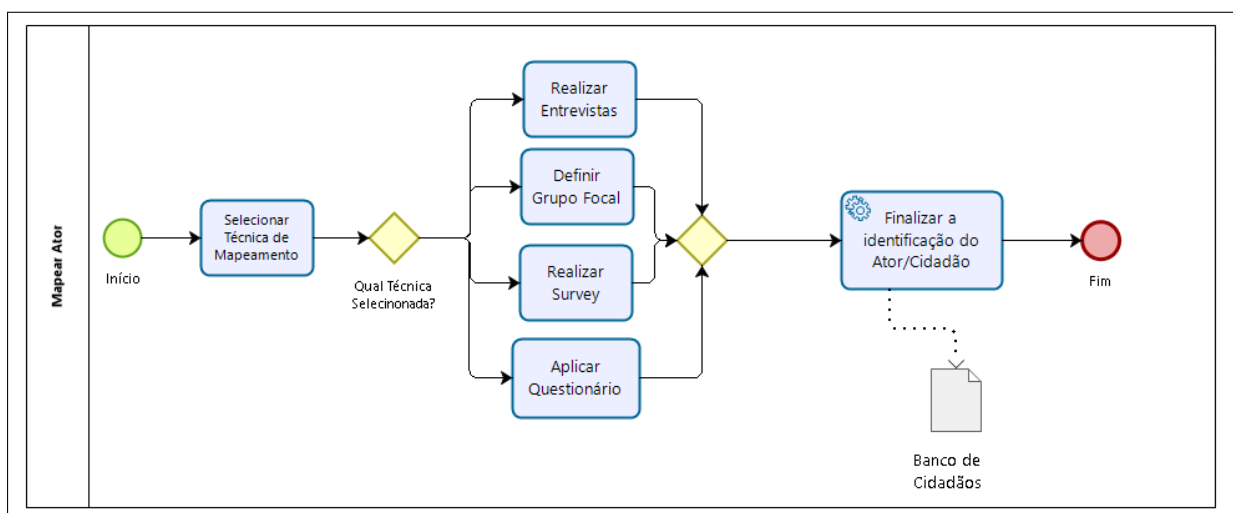 Mapear Ator
Início
Selecionar
Técnica de
Mapeamento
Qual Técnica
Selecinonada?
Realizar
Entrevistas
Definir
Grupo Focal
Realizar
Survey
Aplicar
Questionário
Finalizar a
identificação do
Ator/Cidadão
Fim
Banco de
Cidadãos